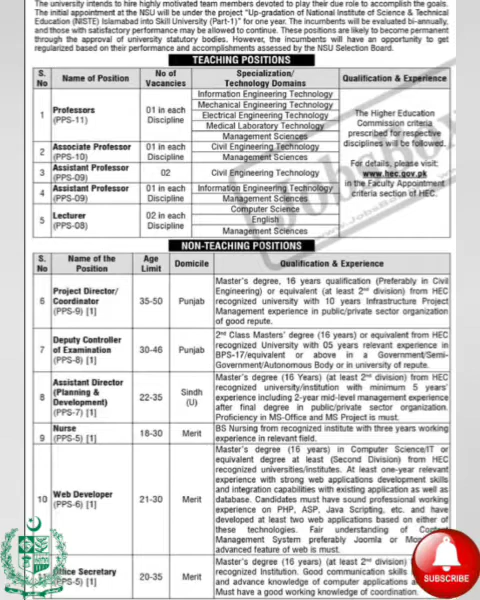 The university intends to hire highly motivated team members devoted to play their due role to accomplish the goals.
The initial appointment at the NSU will be under the project "Up-gradation of National Institute of Science & Technical
Education (NISTE) Islamabad into Skill University (Part-1)" for one year. The incumbents will be evaluated bi-annually,
and those with satisfactory performance may be allowed to continue. These positions are likely to become permanent
through the approval of university statutory bodies. However, the incumbents will have an opportunity to get
regularized based on their performance and accomplishments assessed by the NSU Selection Board.
TEACHING POSITIONS
S. No Name of Position No of Vacancies Specialization/ Technology Domains Qualification & Experience
1 Professors (PPS-11) 01 in each Discipline
Information Engineering Technology
Mechanical Engineering Technology
Electrical Engineering Technology
Medical Laboratory Technology
Management Sciences
2 Associate Professor (PPS-10) 01 in each Discipline
Civil Engineering Technology
Management Sciences
3 Assistant Professor (PPS-09) 02 Civil Engineering Technology
4 Assistant Professor (PPS-09) 01 in each Discipline
Information Engineering Technology
Management Sciences
5 Lecturer (PPS-08) 02 in each Discipline
Computer Science
English
Management Sciences
The Higher Education
Commission criteria
prescribed for respective
disciplines will be followed.
For details, please visit:
www.hec.gov.pk
in the Faculty Appointment
criteria section of HEC.
NON-TEACHING POSITIONS
S. No Name of the Position Age Limit Domicile Qualification & Experience
6 Project Director/ Coordinator (PPS-9) [1] 35-50 Punjab
Master's degree, 16 years qualification (Preferably in Civil
Engineering) or equivalent (at least 2nd division) from HEC
recognized university with 10 years Infrastructure Project
Management experience in public/private sector organization
of good repute.
7 Deputy Controller of Examination (PPS-8) [1] 30-46 Punjab
2nd Class Masters' degree (16 years) or equivalent from HEC
recognized University with 05 years relevant experience in
BPS-17/equivalent or above in a Government/Semi-
Government/Autonomous Body or in university of repute.
8 Assistant Director (Planning & Development) (PPS-7) [1] 22-35 Sindh (U)
Master's degree (16 Years) (at least 2nd division) from HEC
recognized university/institution with minimum 5 years'
experience including 2-year mid-level management experience
after final degree in public/private sector organization.
Proficiency in MS-Office and MS Project is must.
9 Nurse (PPS-5) [1] 18-30 Merit
BS Nursing from recognized institute with three years working
experience in relevant field.
10 Web Developer (PPS-6) [1] 21-30 Merit
Master's degree (16 years) in Computer Science/IT or
equivalent degree at least (Second Division) from HEC
recognized universities/institutes. At least one-year relevant
experience with strong web applications development skills
and integration capabilities with existing application as well as
database. Candidates must have sound professional working
experience on PHP, ASP, Java Scripting, etc. and have
developed at least two web applications based on either of
these technologies. Fair understanding of
Management System preferably Joomla or
advanced feature of web is must.
Office Secretary [1] 20-35 Merit
Master's degree (16 years) (at least 2nd division)
recognized Institution. Good communication skills
and advance knowledge of computer applications
Must have a good working knowledge of coordination.
SUBSCRIBE